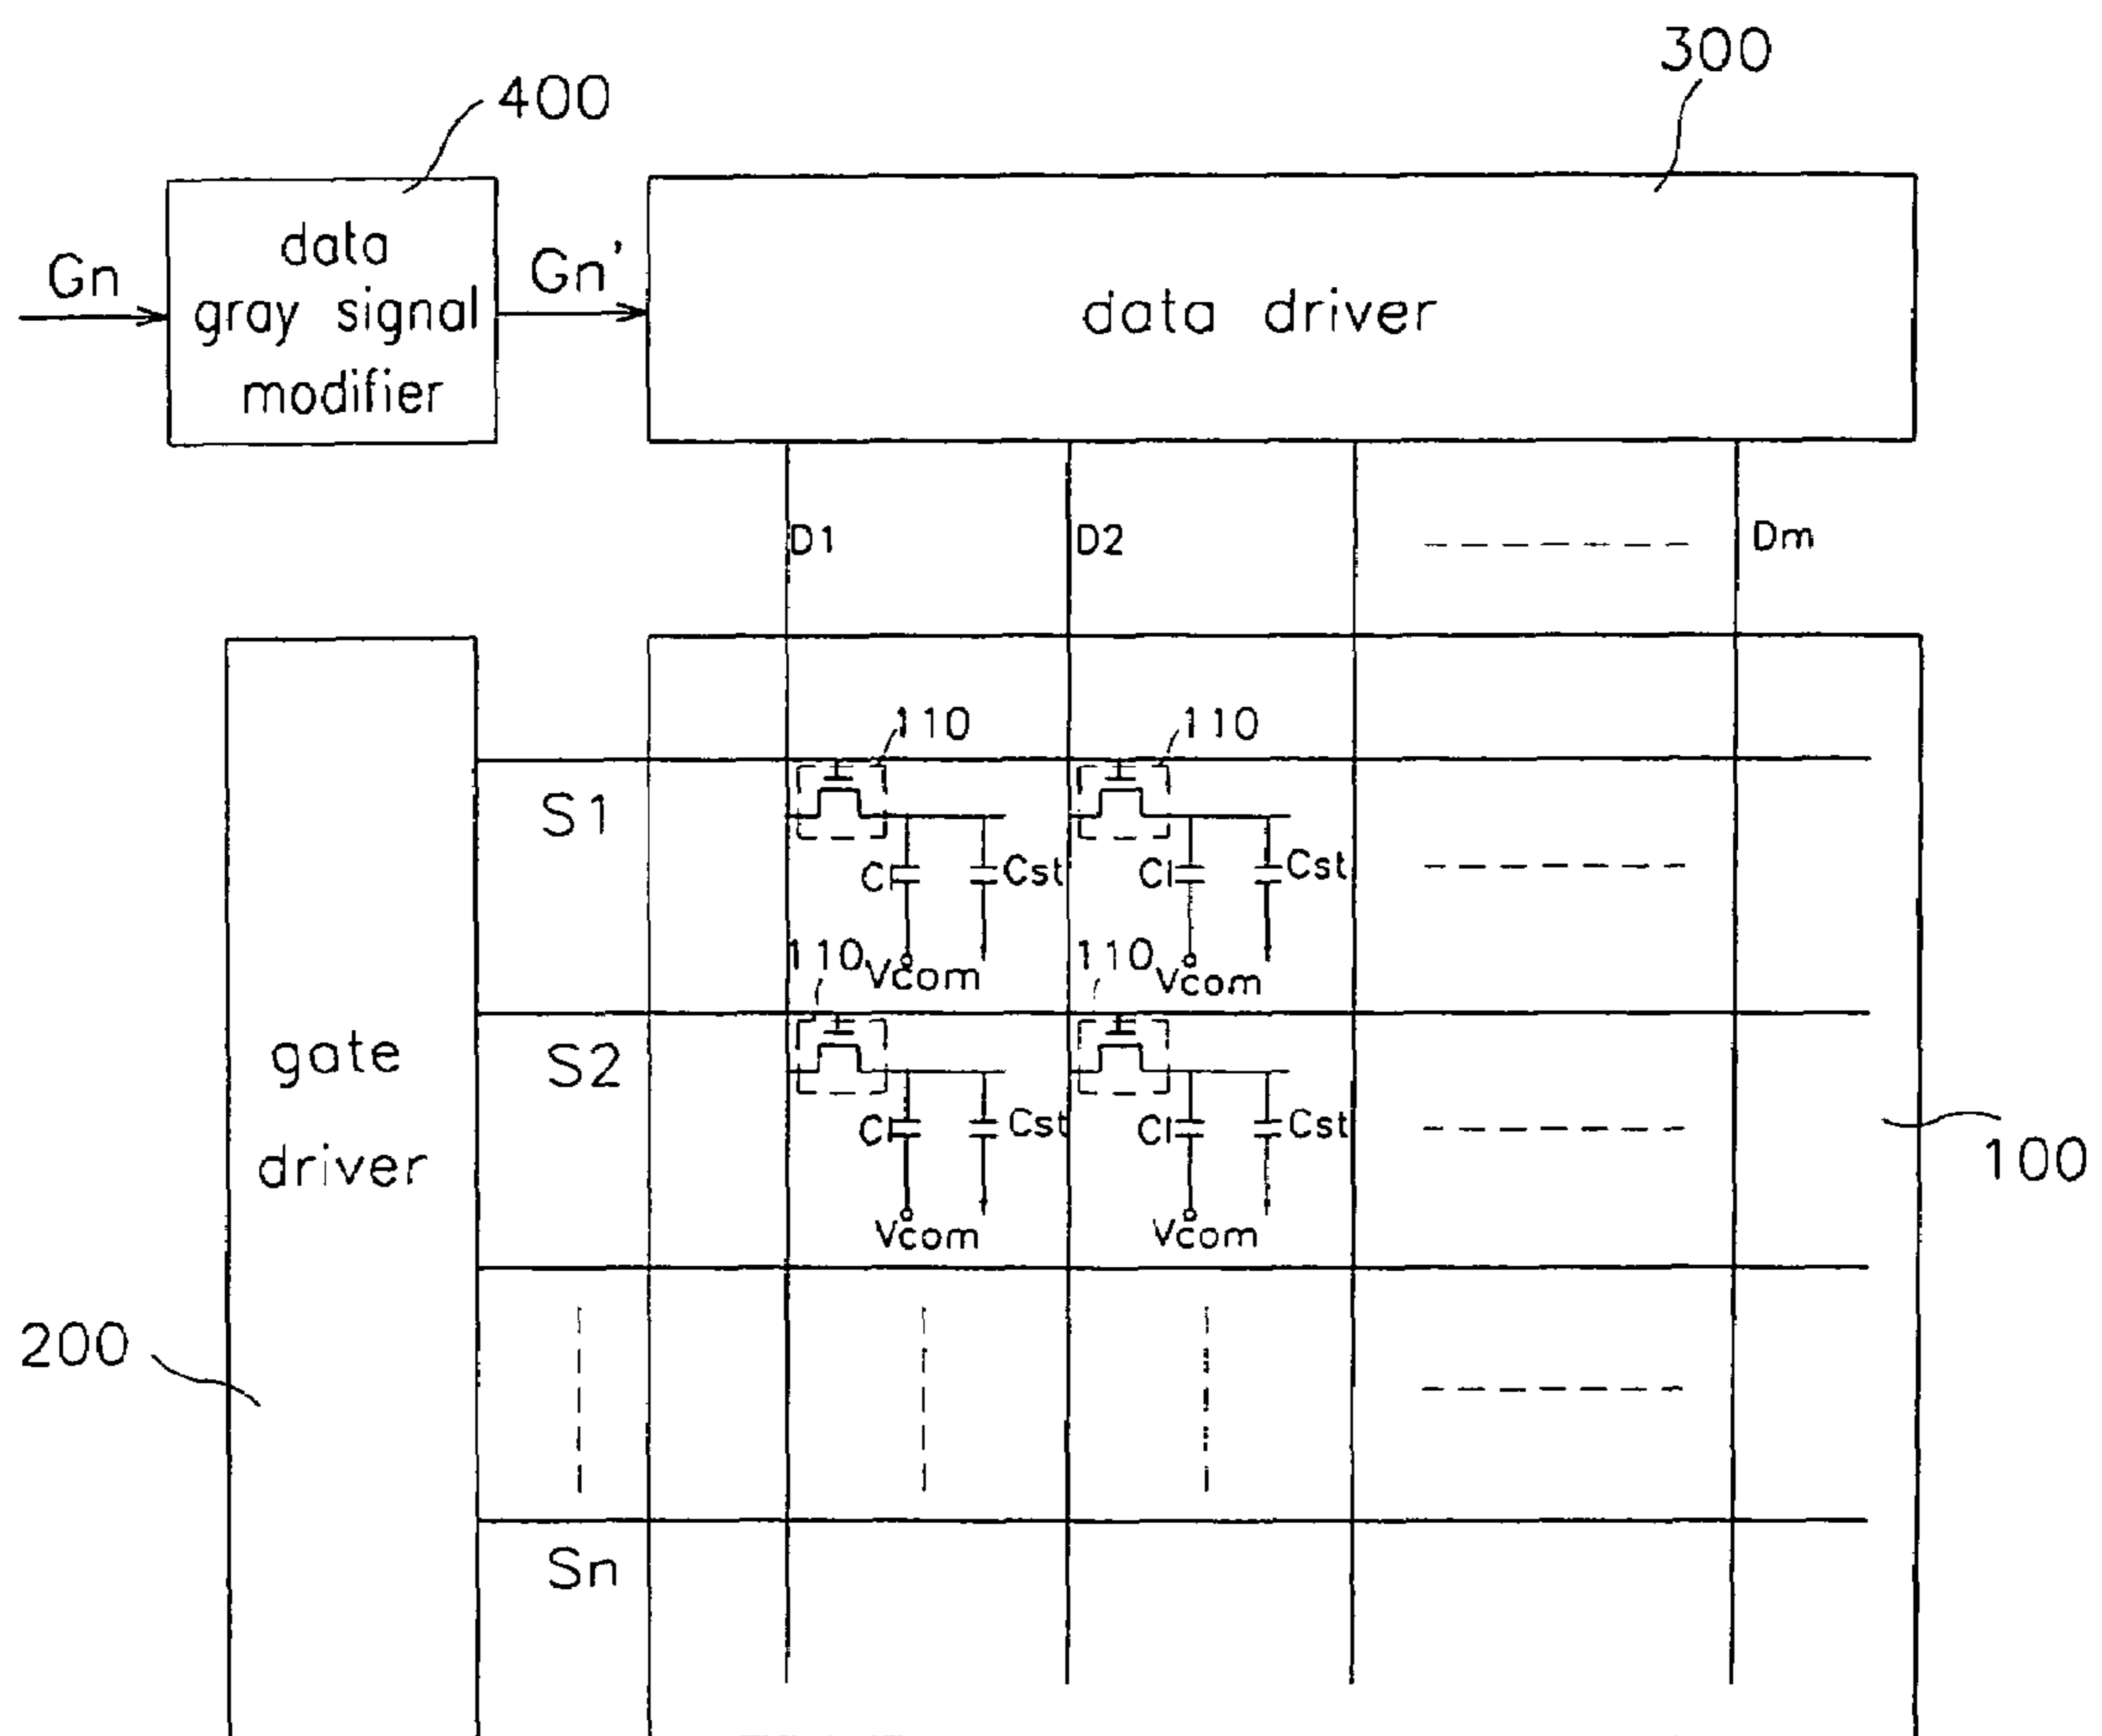 300
400
data
gray signal
modifier
Gn
Gn'
data driver
D1
D2
Dm
110
110
S1
Cl
Cst
Cl
Cst
110
Vcom
110
Vcom
gate
driver
S2
Cl
Cst
Cl
Cst
100
Vcom
Vcom
200
Sn